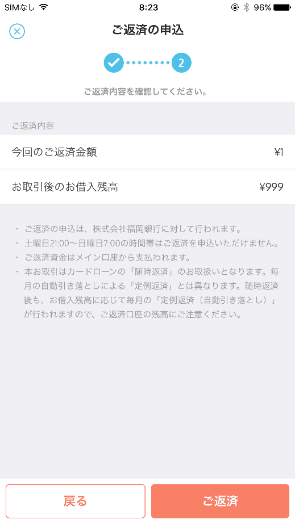 SIMなし 8:23 96%
ご返済の申込
2
ご返済内容を確認してください。
ご返済内容
今回のご返済金額 ¥1
お取引後のお借入残高 ¥999
・ ご返済の申込は、株式会社福岡銀行に対して行われます。
・ 土曜日21:00〜日曜日7:00の時間帯はご返済を申込いただけません。
・ ご返済資金はメイン口座から支払われます。
・ 本お取引はカードローンの「随時返済」のお取扱いとなります。毎
月の自動引き落としによる「定例返済」とは異なります。随時返済
後も、お借入残高に応じて毎月の「定例返済（自動引き落とし）」
が行われますので、ご返済口座の残高にご注意ください。
戻る ご返済